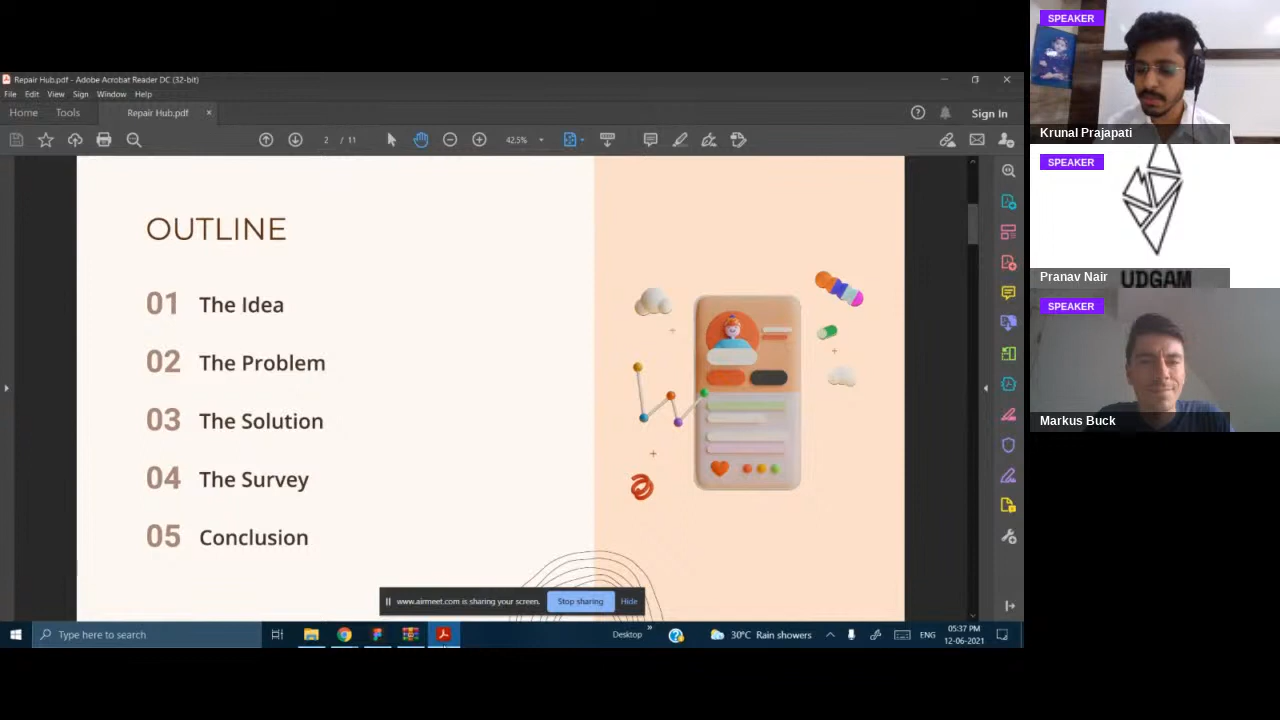 Repair Hub.pdf - Adobe Acrobat Reader DC (32-bit)
File Edit View Sign Window Help
Home Tools Repair Hub.pdf × Sign In
2 / 11 42.5%
OUTLINE
01 The Idea
02 The Problem
03 The Solution
04 The Survey
05 Conclusion
www.airmeet.com is sharing your screen. Stop sharing Hide
Type here to search
Desktop
30°C Rain showers
ENG
05:37 PM
12-06-2021
SPEAKER
Krunal Prajapati
SPEAKER
UDGAM
Pranav Nair
SPEAKER
Markus Buck